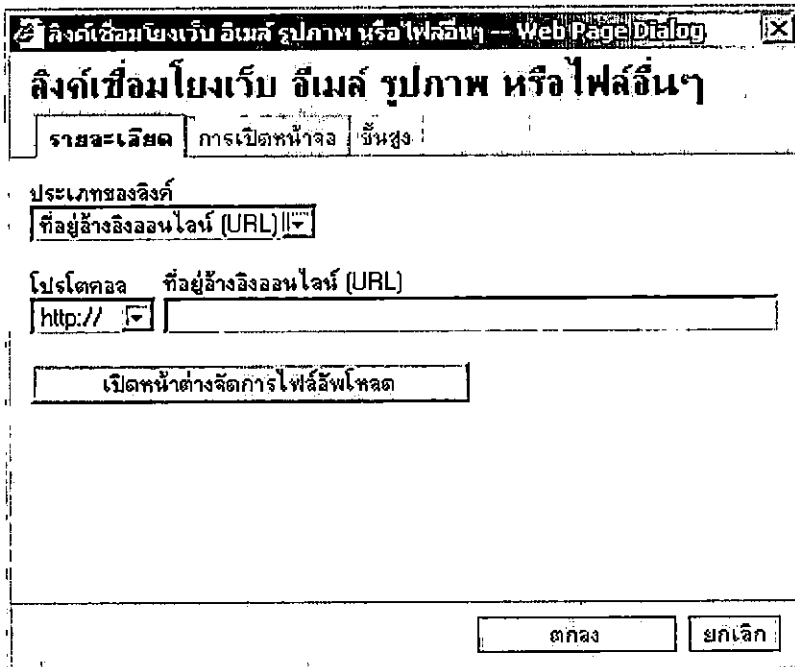 ลิงค์เชื่อมโยงเว็บ อีเมล์ รูปภาพ หรือไฟล์อื่นๆ -- Web Page Dialog
ลิงค์เชื่อมโยงเว็บ อีเมล์ รูปภาพ หรือไฟล์อื่นๆ
รายละเอียด การเปิดหน้าจอ ขั้นสูง
ประเภทของลิงค์
ที่อยู่อ้างอิงออนไลน์ (URL)
โปรโตคอล ที่อยู่อ้างอิงออนไลน์ (URL)
http://
เปิดหน้าต่างจัดการไฟล์อัพโหลด
ตกลง ยกเลิก